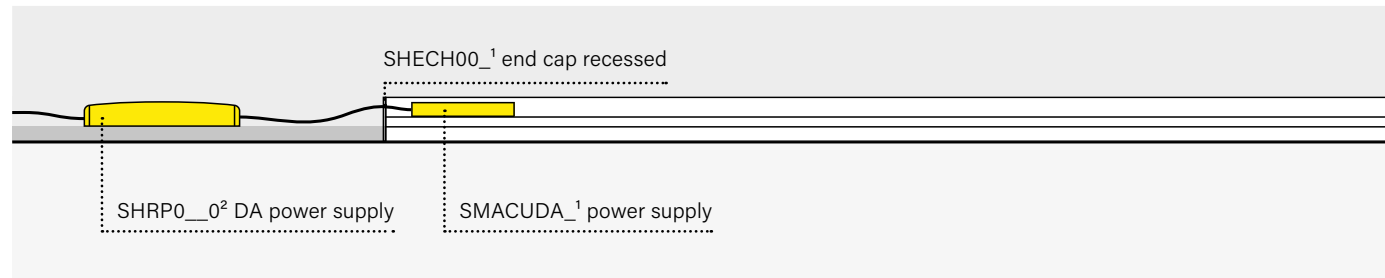 SHECH00_¹ end cap recessed
SHRP0__0² DA power supply
SMACUDA_¹ power supply